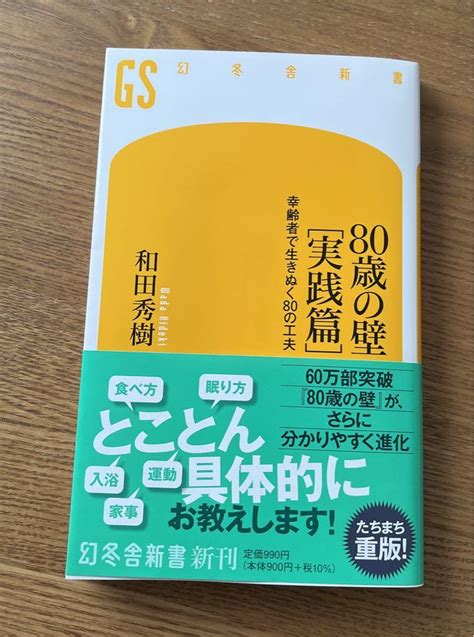 GS 幻冬舎新書
80歳の壁
[実践篇]
幸齢者で生きぬく80の工夫
和田秀樹
Wada Hideki
60万部突破
『80歳の壁』が、
さらに
分かりやすく進化
食べ方
眠り方
とことん
入浴
運動
家事
具体的に
お教えします!
たちまち
重版!
幻冬舎新書新刊
定価990円
(本体900円+税10%)